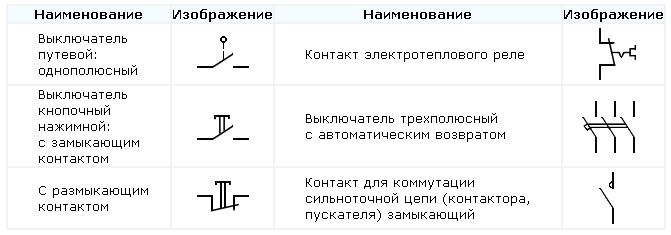 Наименование Изображение Наименование Изображение
Выключатель
путевой:
однополюсный
Контакт электротеплового реле
Выключатель
кнопочный
нажимной:
с замыкающим
контактом
Выключатель трехполюсный
с автоматическим возвратом
С размыкающим
контактом
Контакт для коммутации
сильноточной цепи (контактора,
пускателя) замыкающий